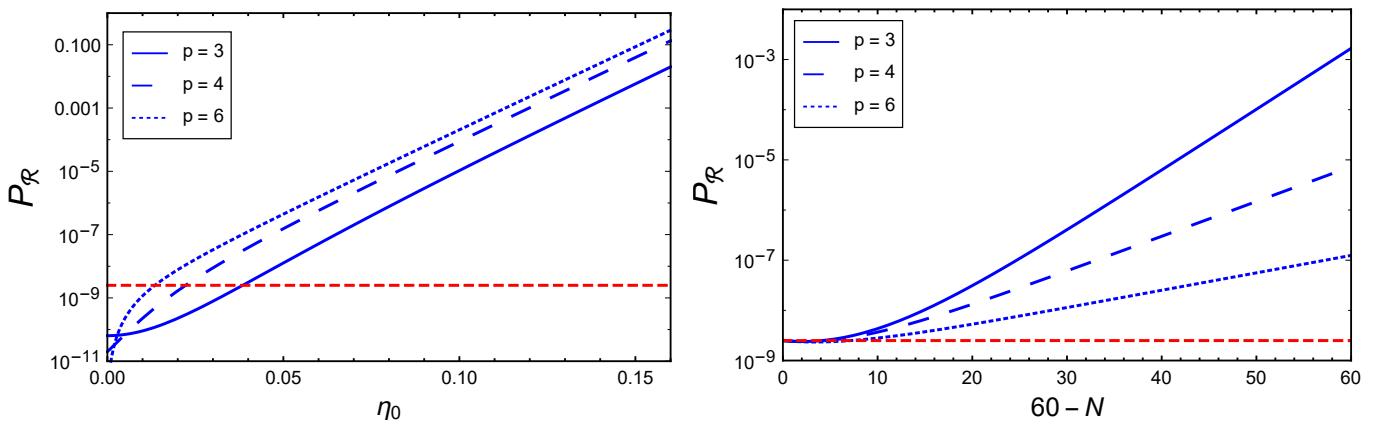 p = 3
p = 4
p = 6
0.100
0.001
10⁻⁵
10⁻⁷
10⁻⁹
10⁻¹¹
P_ℛ
0.00 0.05 0.10 0.15
η₀
p = 3
p = 4
p = 6
10⁻³
10⁻⁵
10⁻⁷
10⁻⁹
P_ℛ
0 10 20 30 40 50 60
60 – N